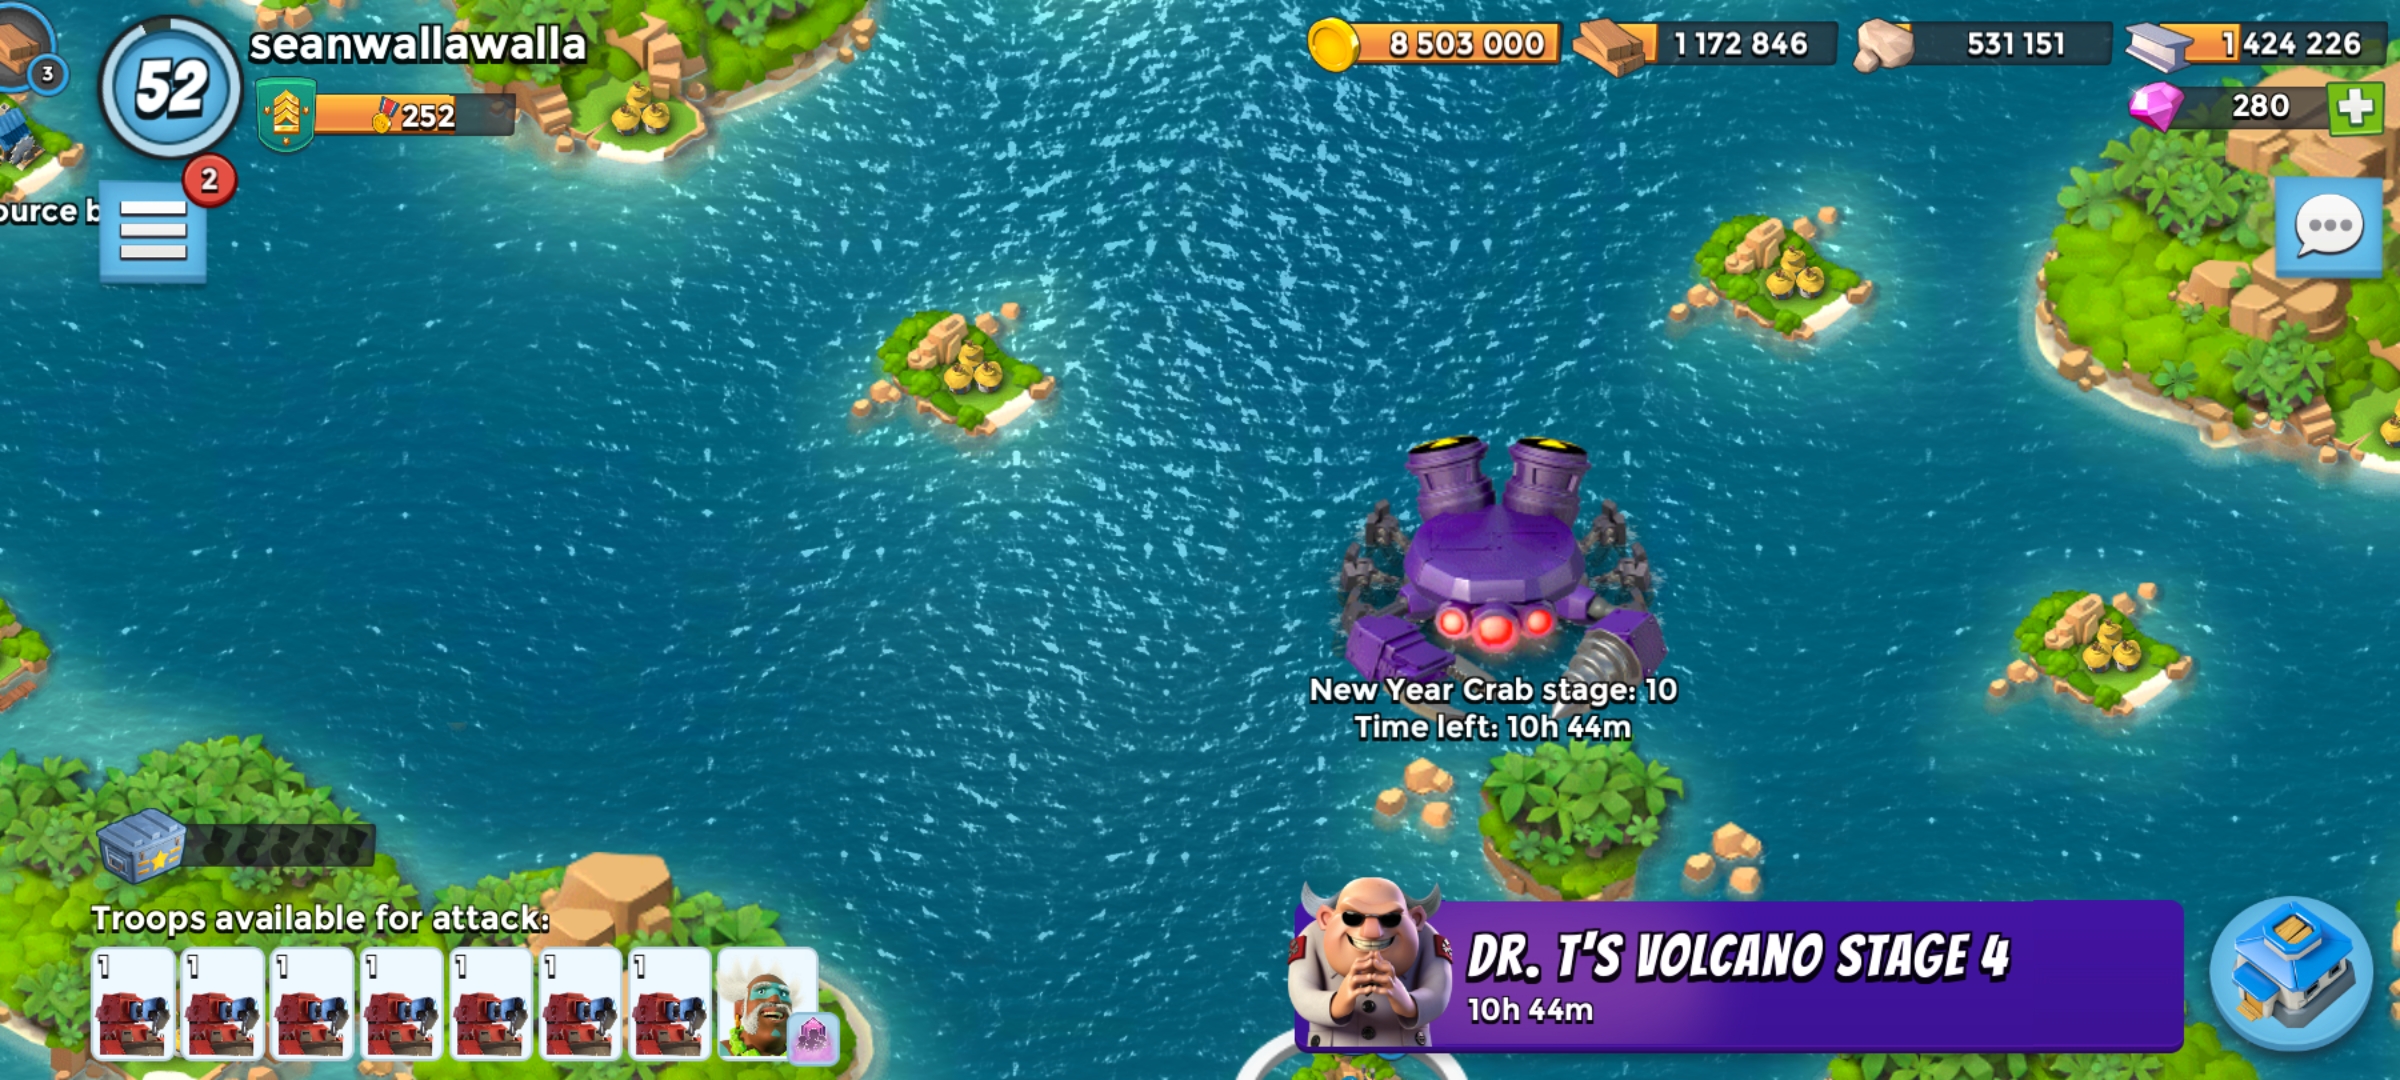 3
52
seanwallawalla
252
8 503 000
1 172 846
531 151
1 424 226
280
2
ource b
New Year Crab stage: 10
Time left: 10h 44m
Troops available for attack:
1 1 1 1 1 1 1
DR. T'S VOLCANO STAGE 4
10h 44m